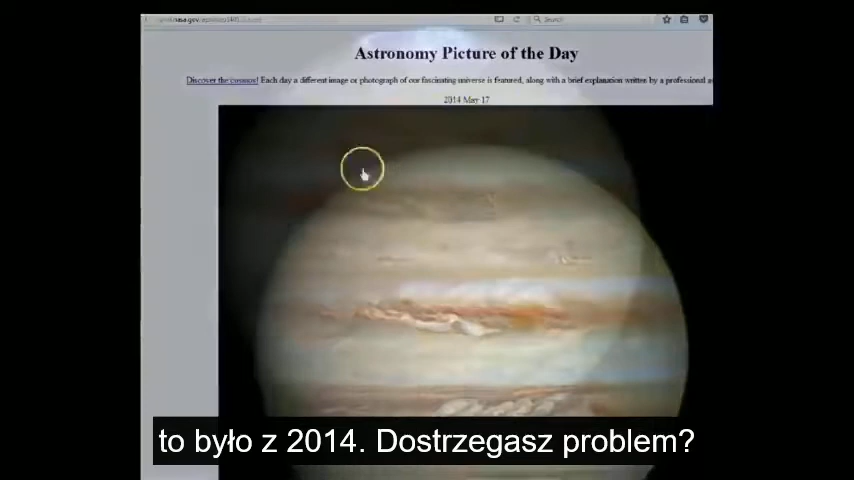 Search
Astronomy Picture of the Day
Discover the cosmos! Each day a different image or photograph of our fascinating universe is featured, along with a brief explanation written by a professional
2014 May 17
to było z 2014. Dostrzegasz problem?